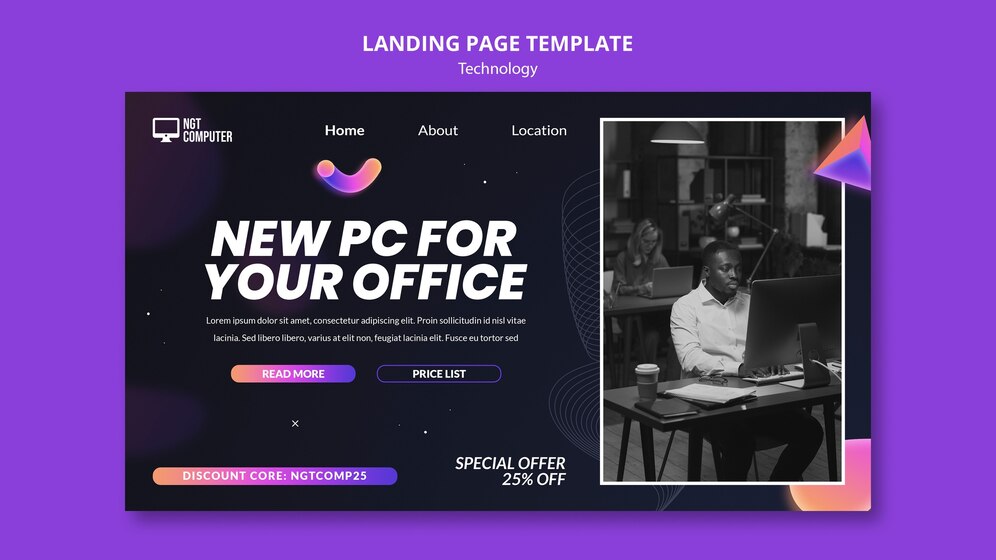 LANDING PAGE TEMPLATE
Technology
NGT
COMPUTER
Home About Location
NEW PC FOR
YOUR OFFICE
Lorem ipsum dolor sit amet, consectetur adipiscing elit. Proin sollicitudin id nisl vitae
lacinia. Sed libero libero, varius at elit non, feugiat lacinia elit. Fusce eu tortor sed
READ MORE PRICE LIST
SPECIAL OFFER
25% OFF
DISCOUNT CORE: NGTCOMP25